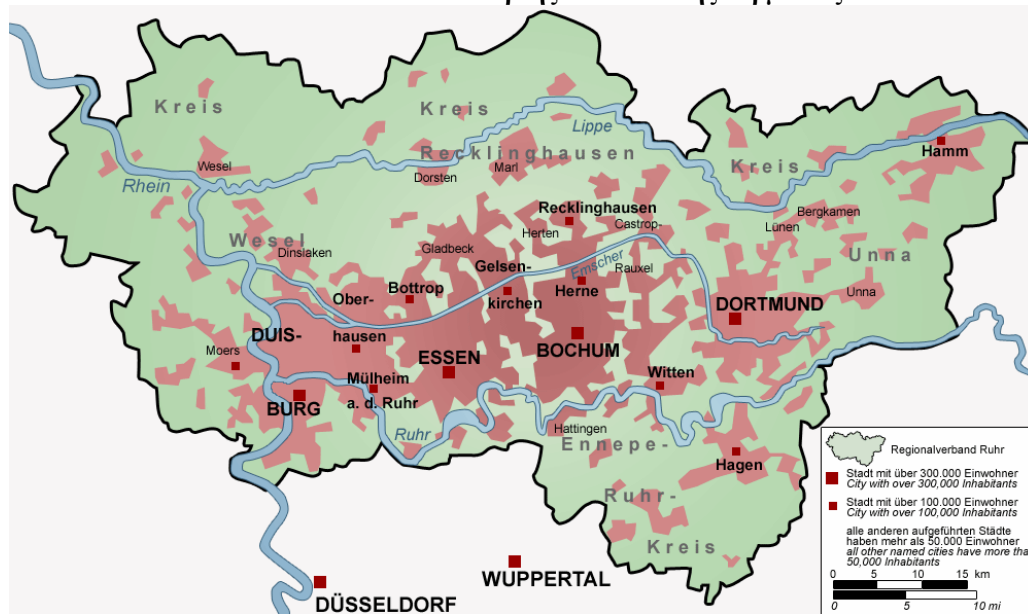 Kreis
Kreis
Lippe
Recklinghausen
Hamm
Wesel
Dorsten
Marl
Kreis
Rhein
Recklinghausen
Bergkamen
Herten
Castrop-
Lünen
Wesel
Gladbeck
Dinslaken
Unna
Gelsen-
Emscher
Rauxel
Bottrop
kirchen
Herne
Unna
Ober-
DORTMUND
DUIS-
hausen
BOCHUM
Moers
ESSEN
Witten
Mülheim
a. d. Ruhr
BURG
Hattingen
Ruhr
Ennepe-
Hagen
Ruhr-
Kreis
WUPPERTAL
DÜSSELDORF
Regionalverband Ruhr
Stadt mit über 300.000 Einwohner
City with over 300,000 Inhabitants
Stadt mit über 100.000 Einwohner
City with over 100,000 Inhabitants
alle anderen aufgeführten Städte
haben mehr als 50.000 Einwohner
all other named cities have more tha
50,000 Inhabitants
0 5 10 15 km
0 5 10 mi